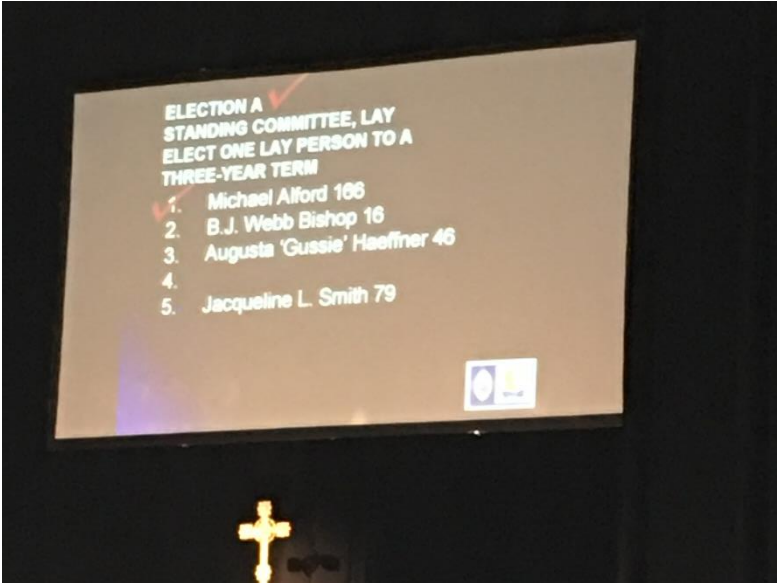 ELECTION A
STANDING COMMITTEE, LAY
ELECT ONE LAY PERSON TO A
THREE-YEAR TERM
1. Michael Alford 166
2. B.J. Webb Bishop 16
3. Augusta ‘Gussie’ Haeffner 46
4.
5. Jacqueline L. Smith 79